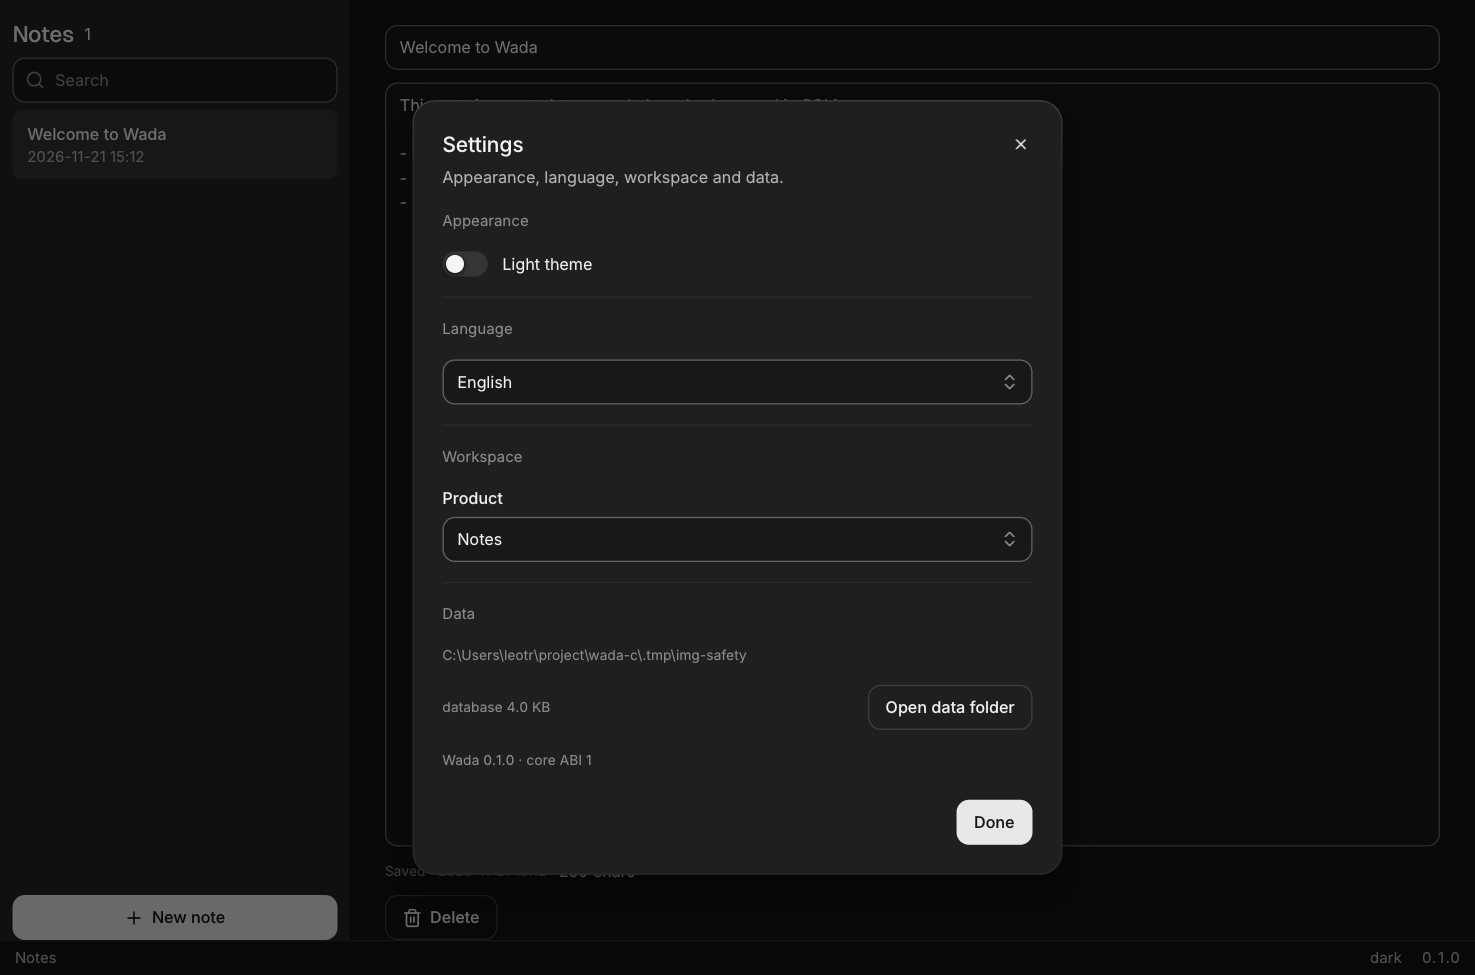 Notes 1
Search
Welcome to Wada
2026-11-21 15:12
New note
Welcome to Wada
-
-
-
Settings
Appearance, language, workspace and data.
Appearance
Light theme
Language
English
Workspace
Product
Notes
Data
C:\Users\leotr\project\wada-c\.tmp\img-safety
database 4.0 KB
Open data folder
Wada 0.1.0 · core ABI 1
Done
Saved
Delete
Notes
dark 0.1.0